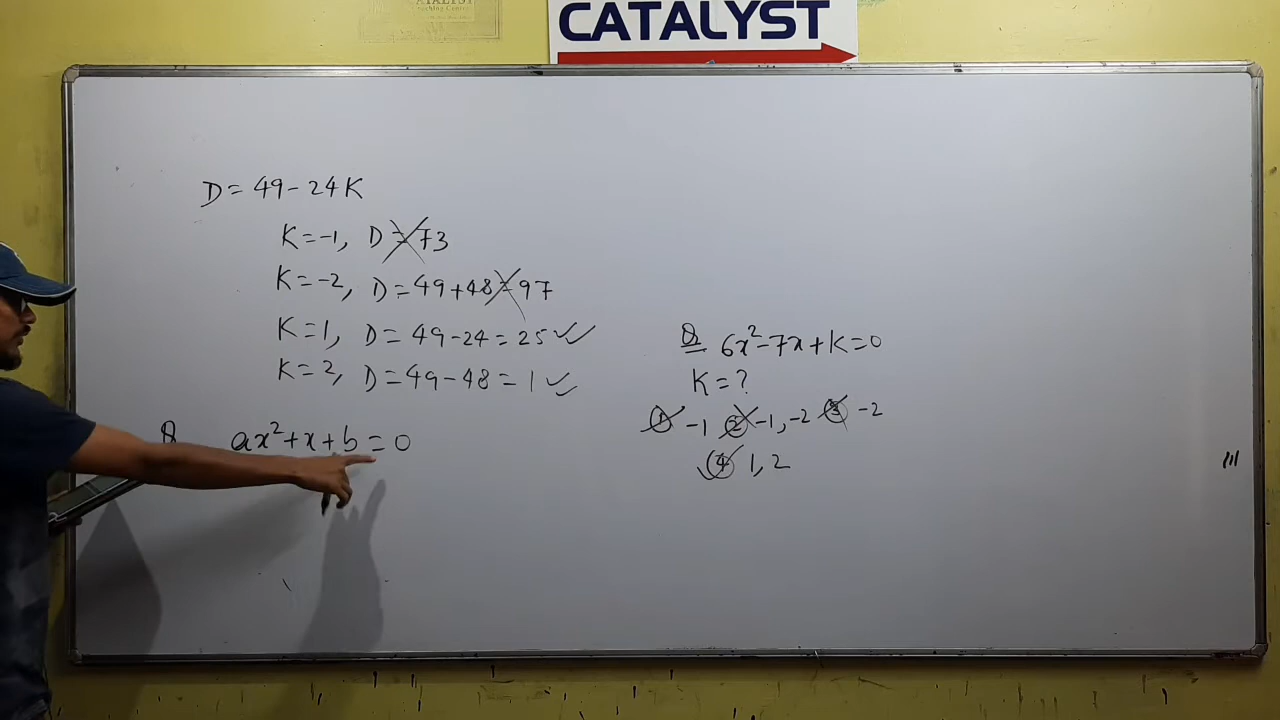 CATALYST
D = 49 - 24K
K = -1, D = 73
K = -2, D = 49 + 48 = 97
K = 1, D = 49 - 24 = 25 ✓✓
K = 2, D = 49 - 48 = 1 ✓
Q ax² + x + b = 0
Q 6x² - 7x + K = 0
K = ?
① -1 ② -1, -2 ③ -2
④ 1, 2